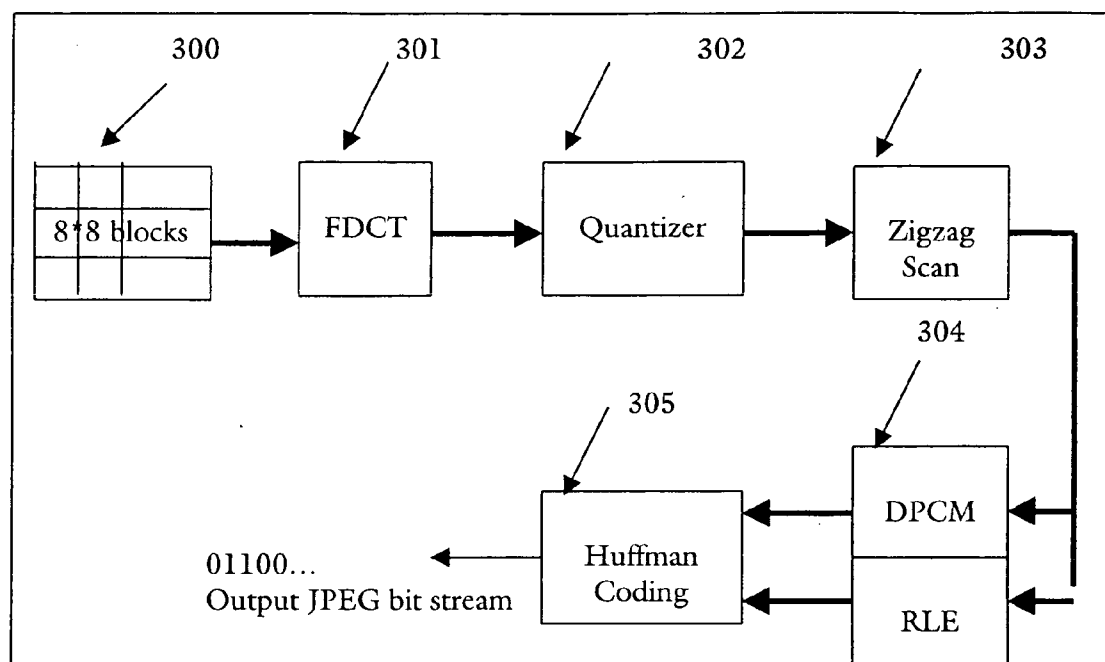 300
301
302
303
8*8 blocks
FDCT
Quantizer
Zigzag
Scan
304
305
DPCM
RLE
Huffman
Coding
01100...
Output JPEG bit stream